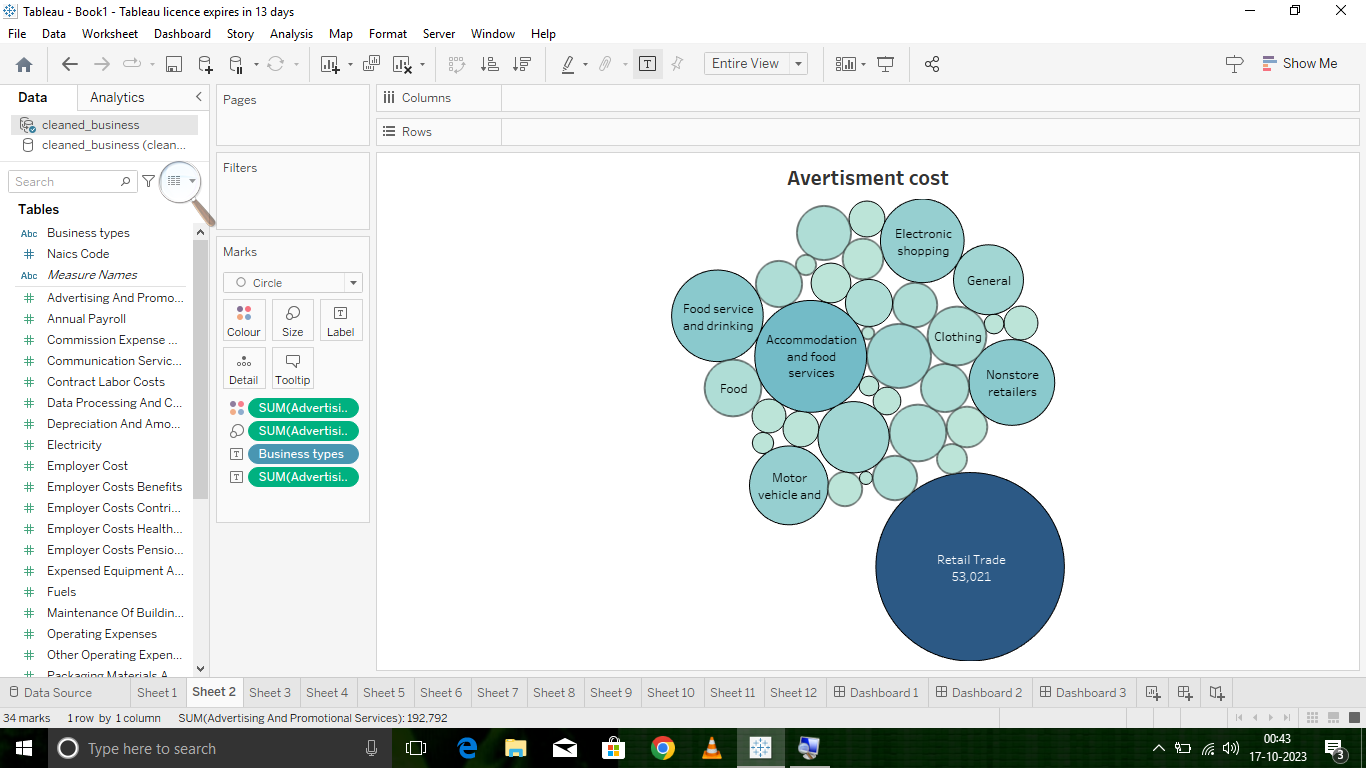 Tableau - Book1 - Tableau licence expires in 13 days
File Data Worksheet Dashboard Story Analysis Map Format Server Window Help
Entire View
Show Me
Data Analytics
cleaned_business
cleaned_business (clean...
Search
Tables
Abc Business types
Naics Code
Abc Measure Names
Advertising And Promo...
Annual Payroll
Commission Expense ...
Communication Servic...
Contract Labor Costs
Data Processing And C...
Depreciation And Amo...
Electricity
Employer Cost
Employer Costs Benefits
Employer Costs Contri...
Employer Costs Health...
Employer Costs Pensio...
Expensed Equipment A...
Fuels
Maintenance Of Buildin...
Operating Expenses
Other Operating Expen...
Packaging Materials A...
Pages
Filters
Marks
Circle
Colour Size Label
Detail Tooltip
SUM(Advertisi..
SUM(Advertisi..
Business types
SUM(Advertisi..
Columns
Rows
Avertisment cost
Electronic
shopping
General
Food service
and drinking
Accommodation
and food
services
Clothing
Nonstore
retailers
Food
Motor
vehicle and
Retail Trade
53,021
Data Source Sheet 1 Sheet 2 Sheet 3 Sheet 4 Sheet 5 Sheet 6 Sheet 7 Sheet 8 Sheet 9 Sheet 10 Sheet 11 Sheet 12 Dashboard 1 Dashboard 2 Dashboard 3
34 marks 1 row by 1 column SUM(Advertising And Promotional Services): 192,792
Type here to search
00:43
17-10-2023
3